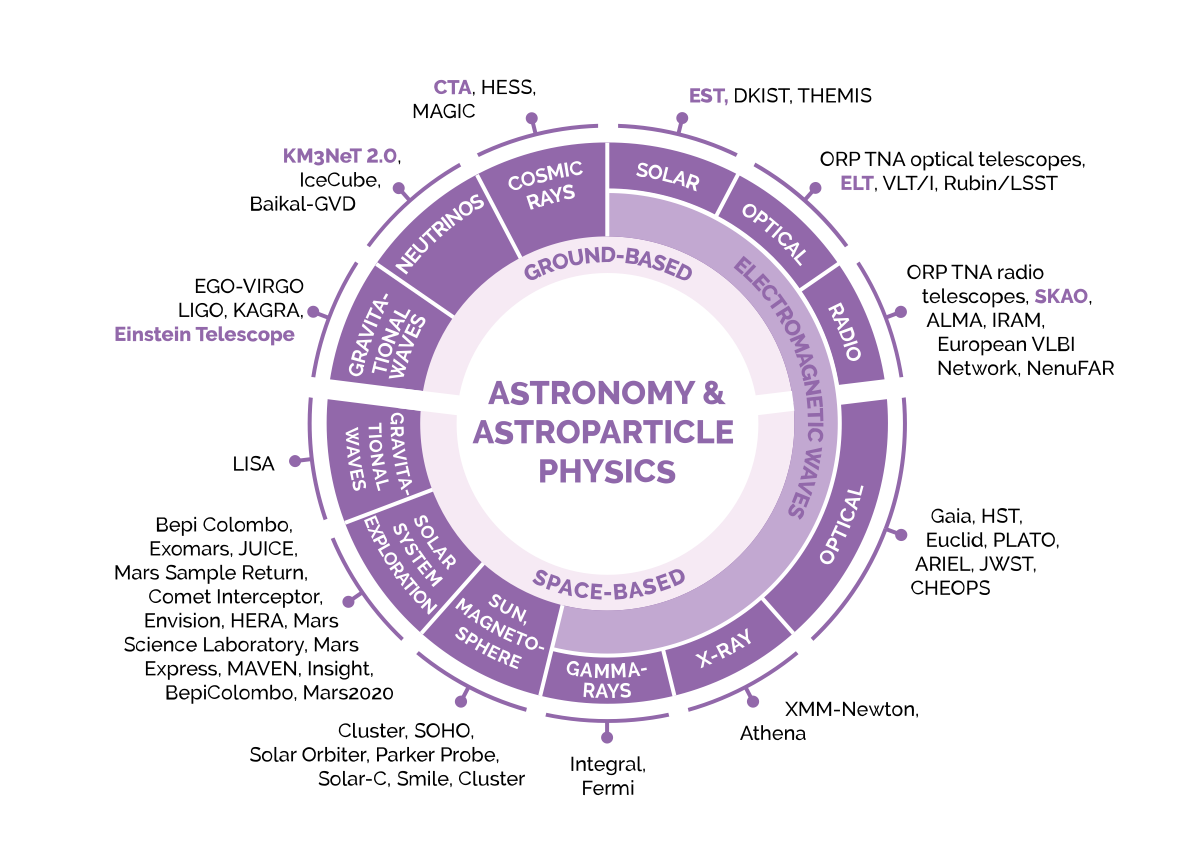 ASTRONOMY &
ASTROPARTICLE
PHYSICS
GROUND-BASED
SPACE-BASED
ELECTROMAGNETIC WAVES
SOLAR
EST, DKIST, THEMIS
OPTICAL
ORP TNA optical telescopes,
ELT, VLT/I, Rubin/LSST
RADIO
ORP TNA radio
telescopes, SKAO,
ALMA, IRAM,
European VLBI
Network, NenuFAR
OPTICAL
Gaia, HST,
Euclid, PLATO,
ARIEL, JWST,
CHEOPS
X-RAY
XMM-Newton,
Athena
GAMMA-
RAYS
Integral,
Fermi
SUN,
MAGNETO-
SPHERE
Cluster, SOHO,
Solar Orbiter, Parker Probe,
Solar-C, Smile, Cluster
SOLAR
SYSTEM
EXPLORATION
Bepi Colombo,
Exomars, JUICE,
Mars Sample Return,
Comet Interceptor,
Envision, HERA, Mars
Science Laboratory, Mars
Express, MAVEN, Insight,
BepiColombo, Mars2020
GRAVITA-
TIONAL
WAVES
LISA
GRAVITA-
TIONAL
WAVES
EGO-VIRGO
LIGO, KAGRA,
Einstein Telescope
NEUTRINOS
KM3NeT 2.0,
IceCube,
Baikal-GVD
COSMIC
RAYS
CTA, HESS,
MAGIC